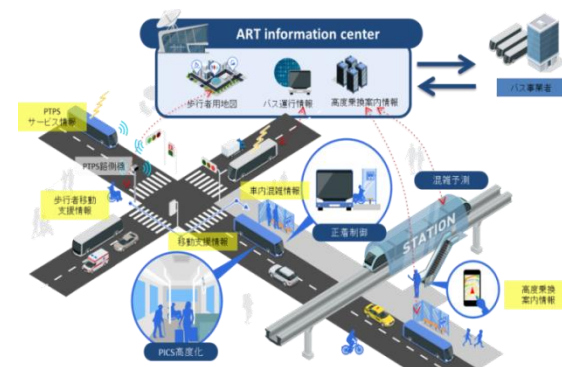 ART information center
歩行者用地図
バス運行情報
高度乗換案内情報
バス事業者
PTPS
サービス情報
PTPS路側機
歩行者移動
支援情報
車内混雑情報
移動支援情報
正着制御
混雑予測
STATION
高度乗換
案内情報
PICS高度化